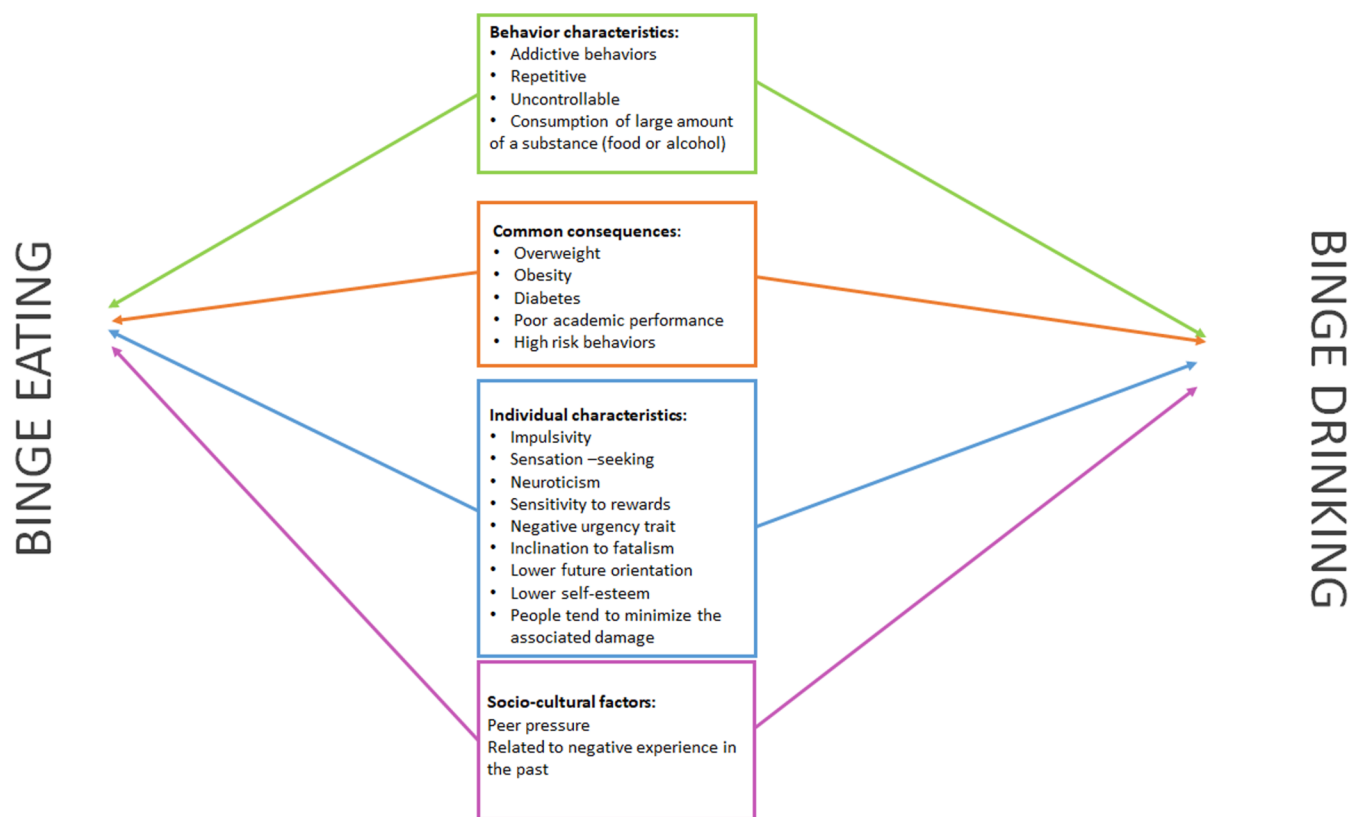 BINGE EATING
Behavior characteristics:
• Addictive behaviors
• Repetitive
• Uncontrollable
• Consumption of large amount
of a substance (food or alcohol)
Common consequences:
• Overweight
• Obesity
• Diabetes
• Poor academic performance
• High risk behaviors
Individual characteristics:
• Impulsivity
• Sensation –seeking
• Neuroticism
• Sensitivity to rewards
• Negative urgency trait
• Inclination to fatalism
• Lower future orientation
• Lower self-esteem
• People tend to minimize the
associated damage
Socio-cultural factors:
Peer pressure
Related to negative experience in
the past
BINGE DRINKING